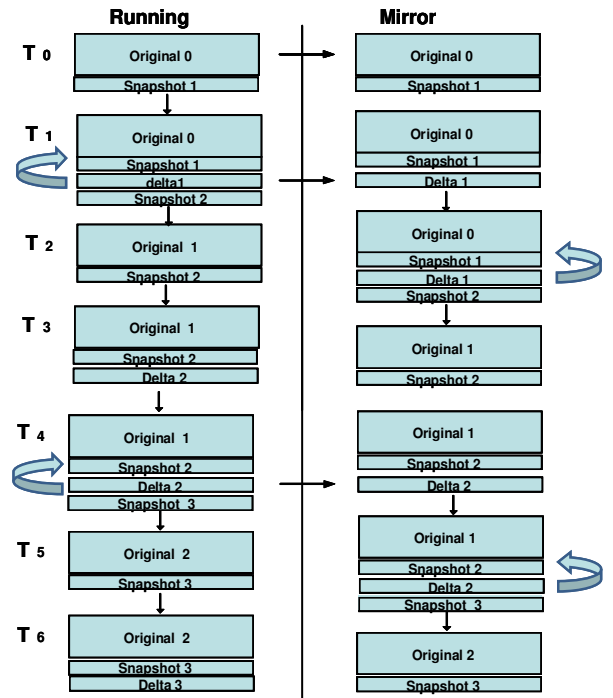 Running
Mirror
T 0
Original 0
Snapshot 1
Original 0
Snapshot 1
T 1
Original 0
Snapshot 1
delta1
Snapshot 2
Original 0
Snapshot 1
Delta 1
T 2
Original 1
Snapshot 2
Original 0
Snapshot 1
Delta 1
Snapshot 2
T 3
Original 1
Snapshot 2
Delta 2
Original 1
Snapshot 2
T 4
Original 1
Snapshot 2
Delta 2
Snapshot 3
Original 1
Snapshot 2
Delta 2
T 5
Original 2
Snapshot 3
Original 1
Snapshot 2
Delta 2
Snapshot 3
T 6
Original 2
Snapshot 3
Delta 3
Original 2
Snapshot 3